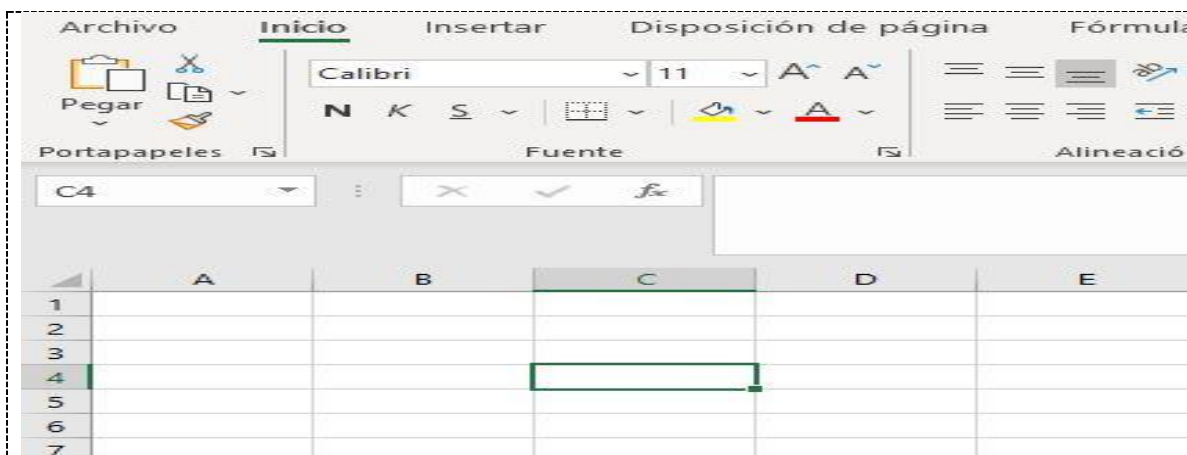 Archivo Inicio Insertar Disposición de página Fórmula
Calibri 11 A A ab
Pegar N K S A
Portapapeles Fuente Alineació
C4 fx
A B C D E
1
2
3
4
5
6
7